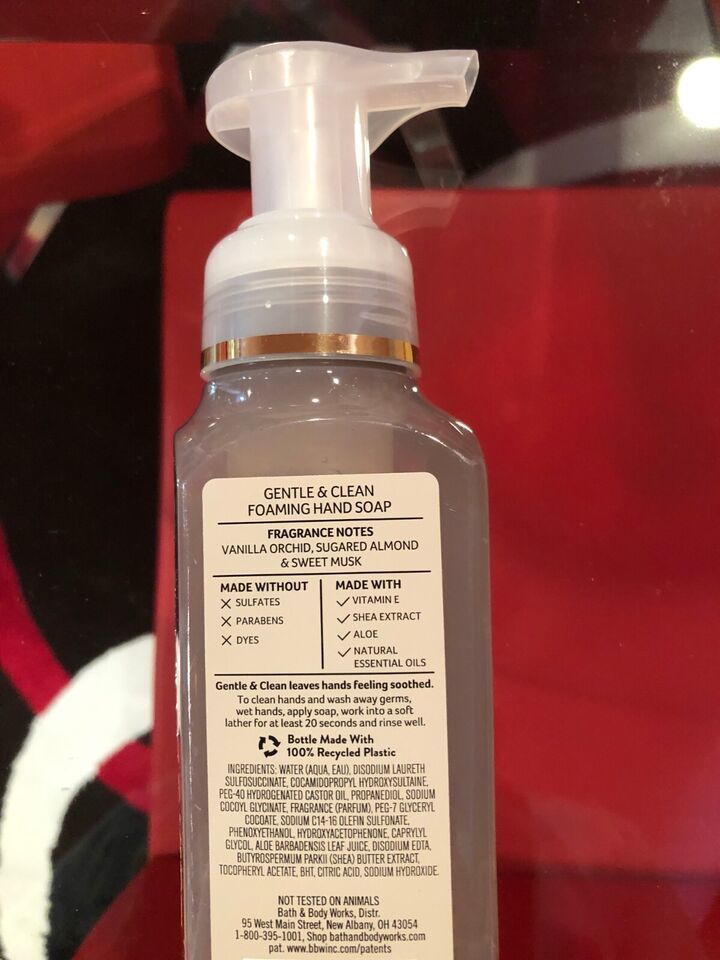 GENTLE & CLEAN
FOAMING HAND SOAP
FRAGRANCE NOTES
VANILLA ORCHID, SUGARED ALMOND
& SWEET MUSK
MADE WITHOUT
SULFATES
PARABENS
DYES
MADE WITH
VITAMIN E
SHEA EXTRACT
ALOE
NATURAL
ESSENTIAL OILS
Gentle & Clean leaves hands feeling soothed.
To clean hands and wash away germs,
wet hands, apply soap, work into a soft
lather for at least 20 seconds and rinse well.
Bottle Made With
100% Recycled Plastic
INGREDIENTS: WATER (AQUA, EAU), DISODIUM LAURETH
SULFOSUCCINATE, COCAMIDOPROPYL HYDROXYSULTAINE,
PEG-40 HYDROGENATED CASTOR OIL, PROPANEDIOL, SODIUM
COCOYL GLYCINATE, FRAGRANCE (PARFUM), PEG-7 GLYCERYL
COCOATE, SODIUM C14-16 OLEFIN SULFONATE,
PHENOXYETHANOL, HYDROXYACETOPHENONE, CAPRYLYL
GLYCOL, ALOE BARBADENSIS LEAF JUICE, DISODIUM EDTA,
BUTYROSPERMUM PARKII (SHEA) BUTTER EXTRACT,
TOCOPHERYL ACETATE, BHT, CITRIC ACID, SODIUM HYDROXIDE.
NOT TESTED ON ANIMALS
Bath & Body Works, Distr.
95 West Main Street, New Albany, OH 43054
1-800-395-1001, Shop bathandbodyworks.com
pat. www.bbwinc.com/patents